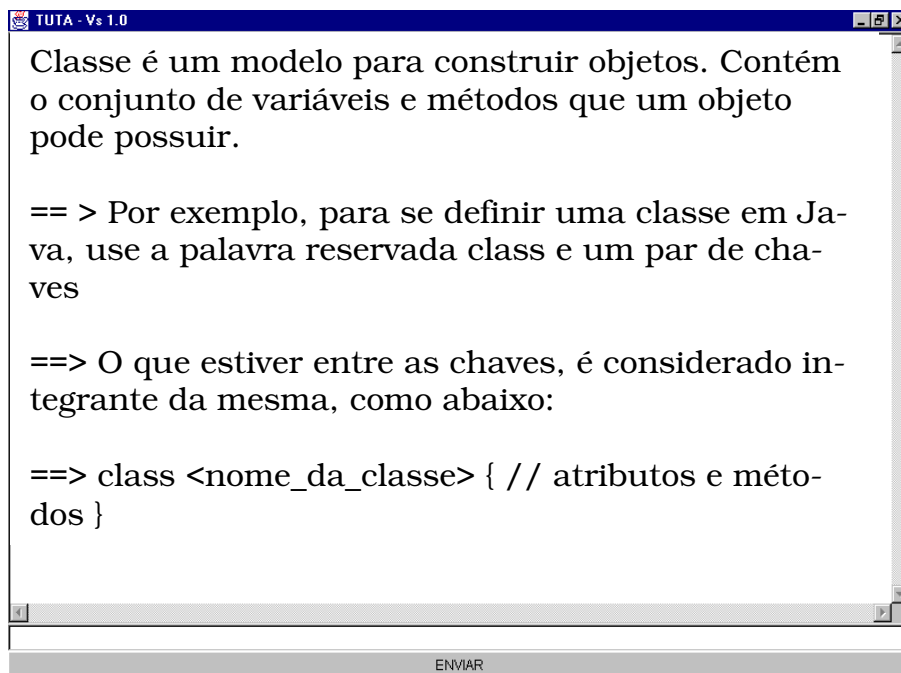 TUTA - Vs 1.0
Classe é um modelo para construir objetos. Contém
o conjunto de variáveis e métodos que um objeto
pode possuir.
== > Por exemplo, para se definir uma classe em Ja-
va, use a palavra reservada class e um par de cha-
ves
==> O que estiver entre as chaves, é considerado in-
tegrante da mesma, como abaixo:
==> class <nome_da_classe> { // atributos e méto-
dos }
ENVIAR